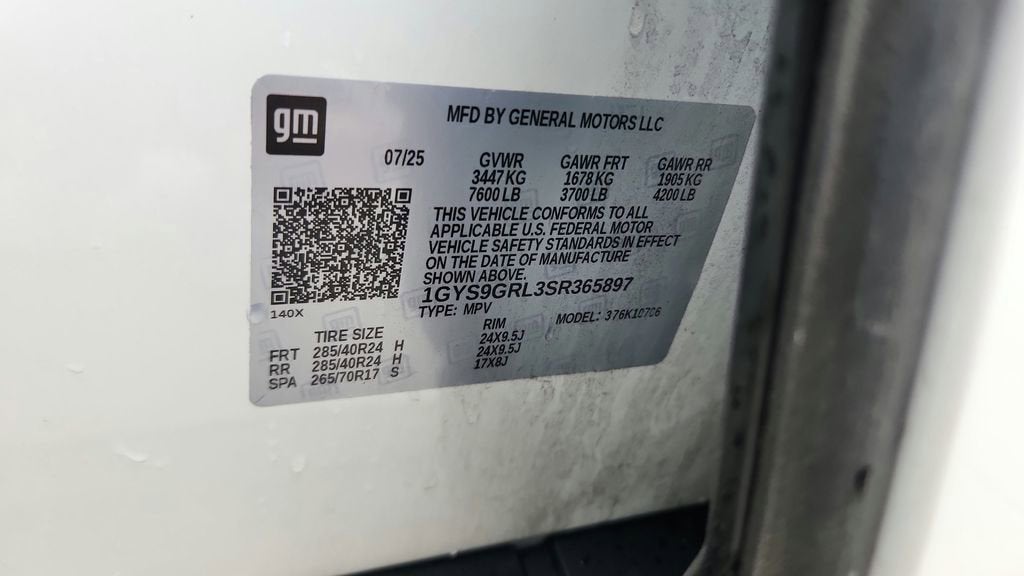 gm
MFD BY GENERAL MOTORS LLC
07/25 GVWR GAWR FRT GAWR RR
3447 KG 1678 KG 1905 KG
7600 LB 3700 LB 4200 LB
THIS VEHICLE CONFORMS TO ALL
APPLICABLE U.S. FEDERAL MOTOR
VEHICLE SAFETY STANDARDS IN EFFECT
ON THE DATE OF MANUFACTURE
SHOWN ABOVE.
1GYS9GRL3SR365897
TYPE: MPV MODEL:
140X
TIRE SIZE RIM
FRT 285/40R24 H 24X9.5J
RR 285/40R24 H 24X9.5J
SPA 265/70R17 S 17X8J